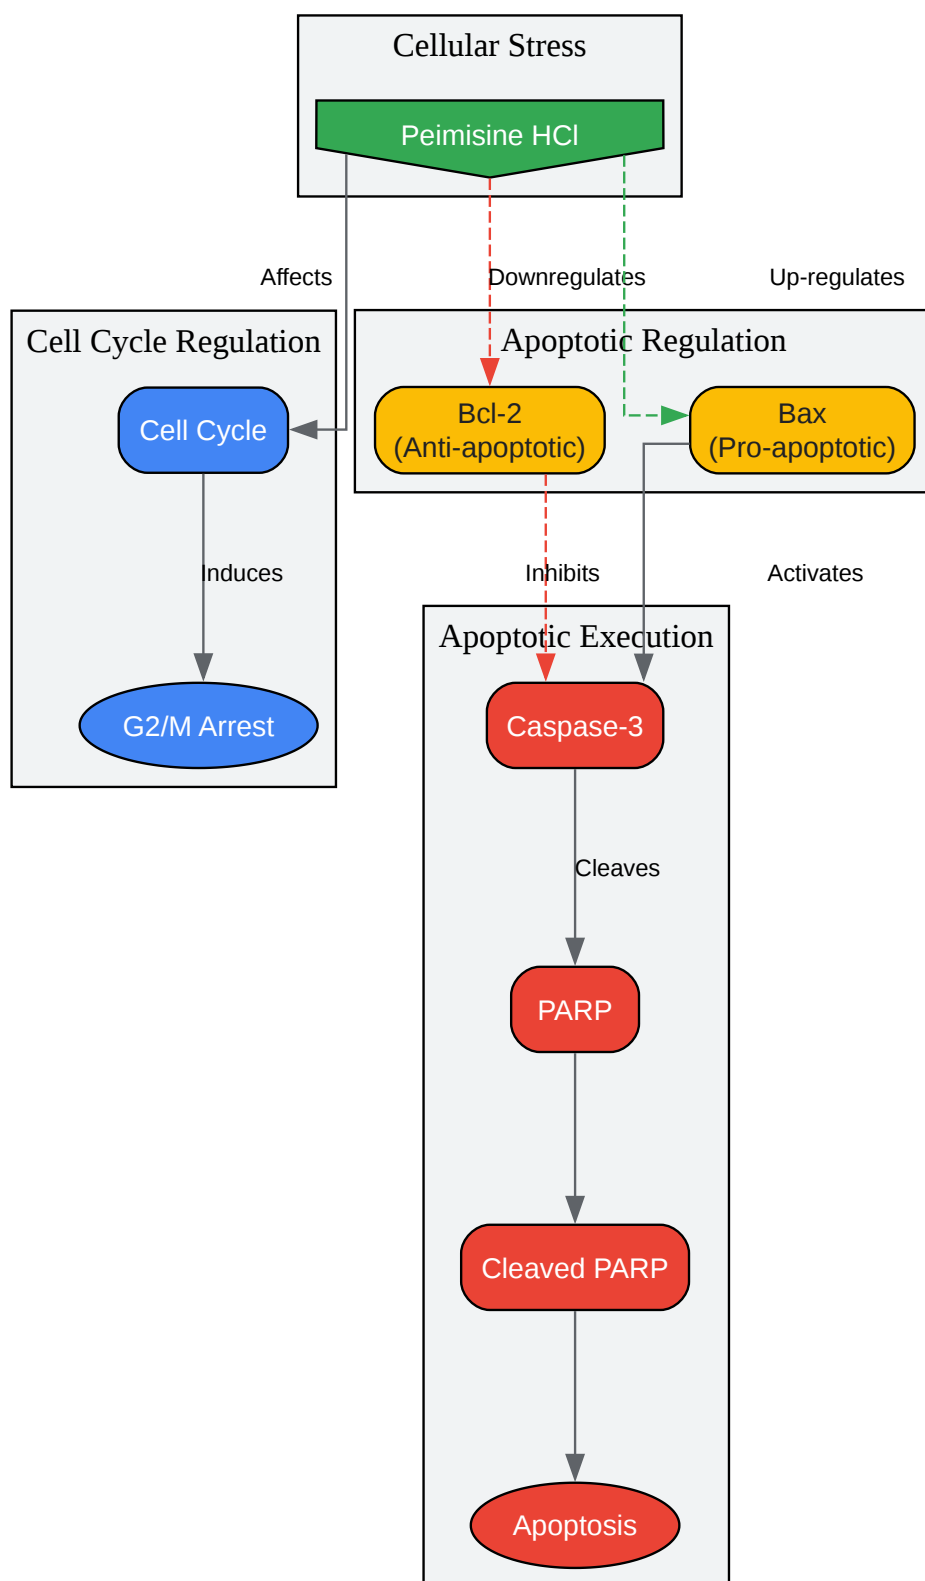 Cellular Stress
Peimisine HCl
Affects
Downregulates
Up-regulates
Cell Cycle Regulation
Apoptotic Regulation
Cell Cycle
Bcl-2
(Anti-apoptotic)
Bax
(Pro-apoptotic)
Induces
Inhibits
Activates
Apoptotic Execution
G2/M Arrest
Caspase-3
Cleaves
PARP
Cleaved PARP
Apoptosis